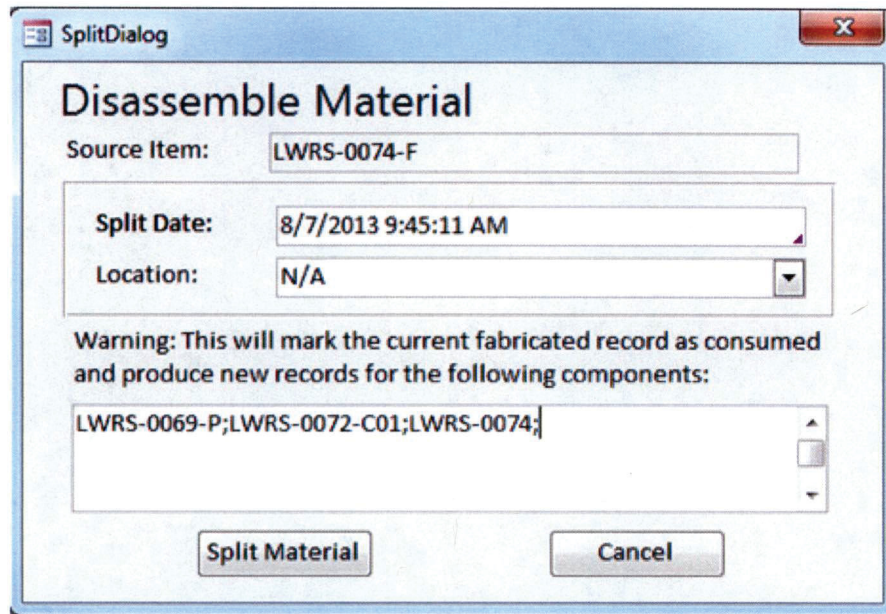 SplitDialog
Disassemble Material
Source Item: LWRS-0074-F
Split Date: 8/7/2013 9:45:11 AM
Location: N/A
Warning: This will mark the current fabricated record as consumed
and produce new records for the following components:
LWRS-0069-P;LWRS-0072-C01;LWRS-0074;
Split Material Cancel